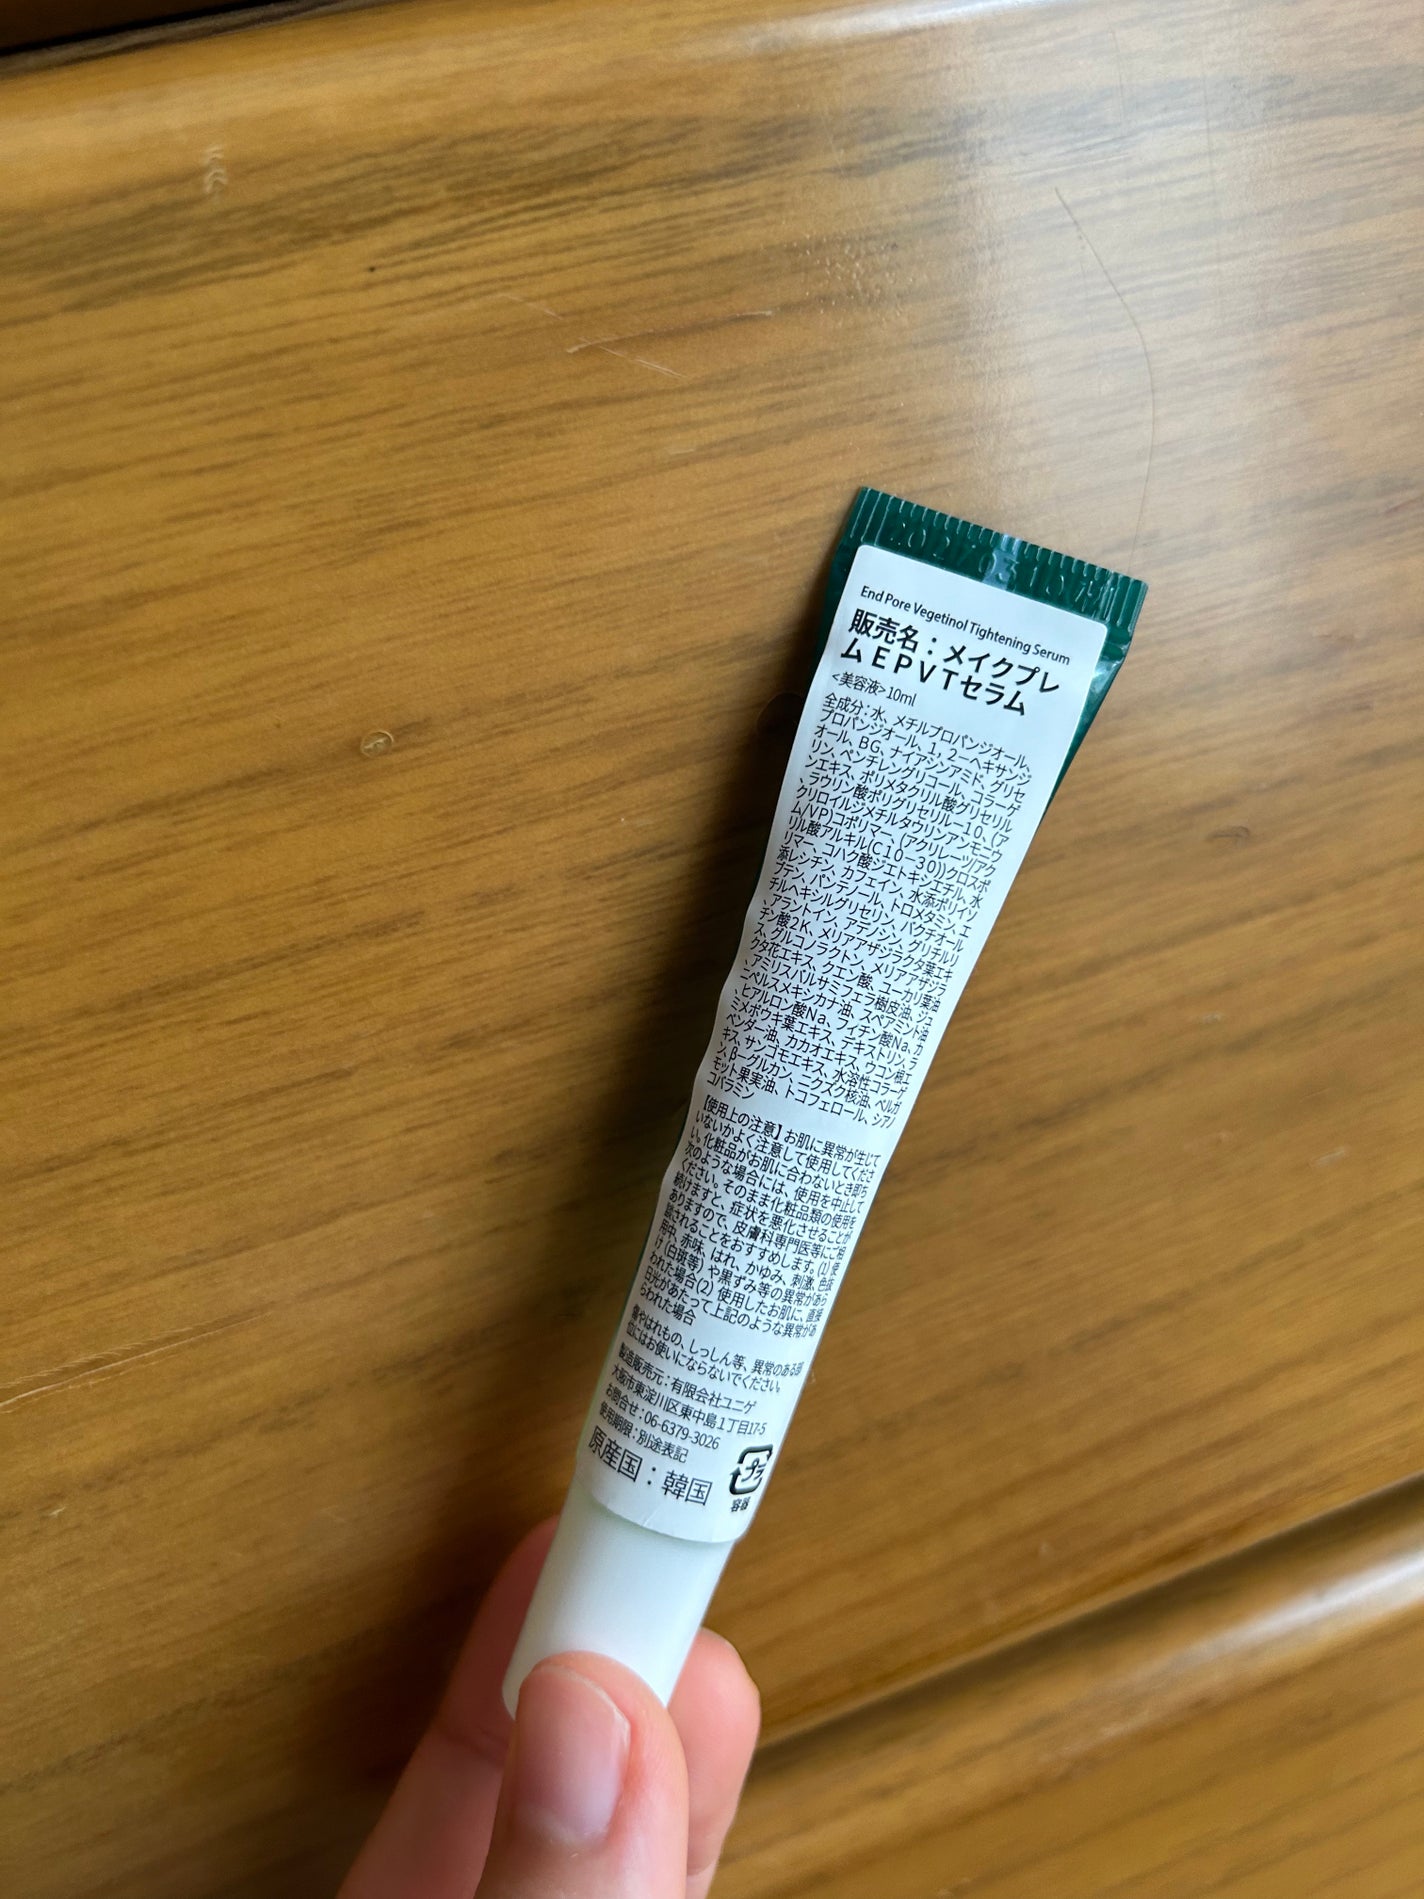 End Pore Vegetinol Tightening Serum
販売名：メイクプレ
ムＥＰＶＴセラム
<美容液>10ml
全成分：水、メチルプロパンジオール、
プロパンジオール、１，２－ヘキサンジ
オール、ＢＧ、ナイアシンアミド、グリセ
リン、ペンチレングリコール、コラーゲ
ンエキス、ポリメタクリル酸グリセリル
、ラウリン酸ポリグリセリル－１０、（ア
クリロイルジメチルタウリンアンモニウ
ム/VP）コポリマー、（アクリレーツ/アク
リル酸アルキル（Ｃ１０－３０））クロスポ
リマー、コハク酸ジエトキシエチル、水
添レシチン、カフェイン、水添ポリイソ
ブテン、パンテノール、トロメタミン、エ
チルヘキシルグリセリン、バクチオール
、アラントイン、アデノシン、グリチルリ
チン酸２Ｋ、メリアアザジラクタ葉エキ
ス、グルコノラクトン、メリアアザジラ
クタ花エキス、クエン酸、ユーカリ葉油
、アミリスバルサミフェラ樹皮油、ジュ
ニペルスメキシカナ油、スペアミント油
、ヒアルロン酸Na、フィチン酸Na、カ
ミメボウキ葉エキス、デキストリン、ラ
ベンダー油、カカオエキス、ウコン根エ
キス、サンゴモエキス、水溶性コラーゲ
ン、β－グルカン、ニクズク核油、ベルガ
モット果実油、トコフェロール、シアノ
コバラミン
【使用上の注意】お肌に異常が生じて
いないかよく注意して使用してくださ
い。化粧品がお肌に合わないとき即ち
次のような場合には、使用を中止して
ください。そのまま化粧品類の使用を
続けますと、症状を悪化させることが
ありますので、皮膚科専門医等にご相
談されることをおすすめします。(1)使
用中、赤味、はれ、かゆみ、刺激、色抜
け（白斑等）や黒ずみ等の異常があら
われた場合(2)使用したお肌に、直接
日光があたって上記のような異常があ
らわれた場合
傷やはれもの、しっしん等、異常のある部
位にはお使いにならないでください。
製造販売元：有限会社ユニゲ
大阪市東淀川区東中島1丁目17-5
お問合せ：06-6379-3026
使用期限：別途表記
原産国：韓国
プラ
容器